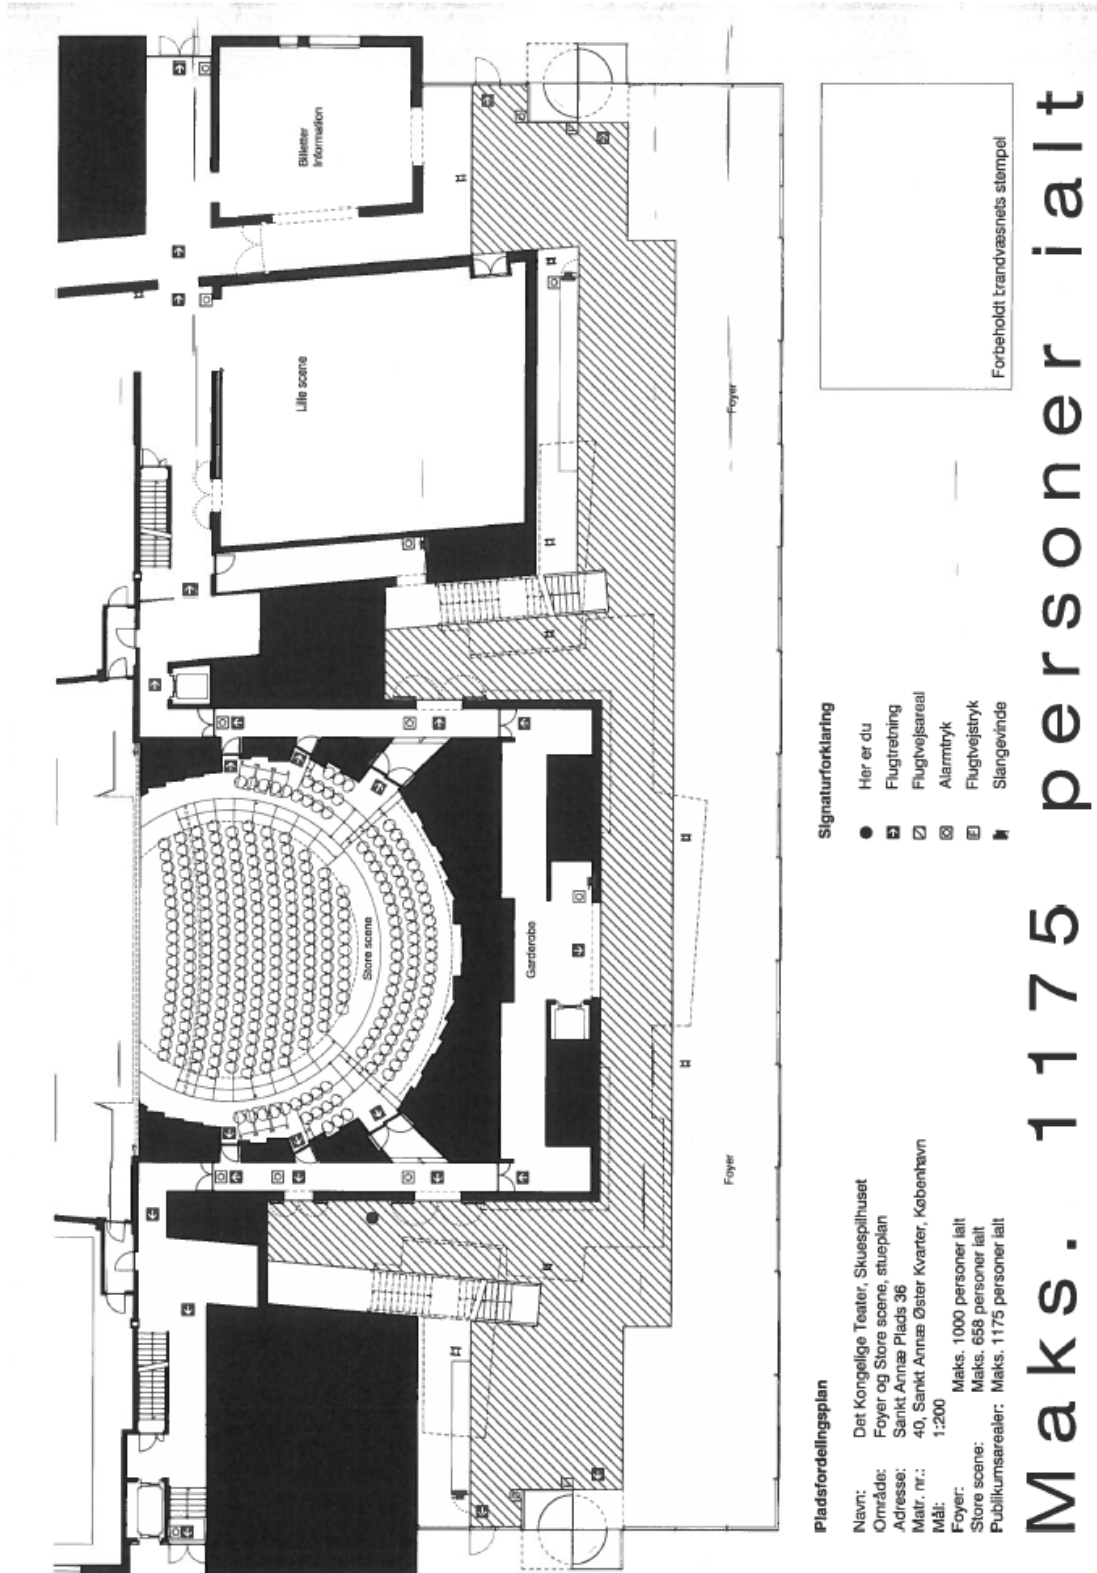 Billetter
Information
Lille scene
Foyer
Store scene
Garderobe
Foyer
Pladsfordelingsplan
Navn: Det Kongelige Teater, Skuespilhuset
Område: Foyer og Store scene, stueplan
Adresse: Sankt Annæ Plads 36
Matr. nr.: 40, Sankt Annæ Øster Kvarter, København
Mål: 1:200
Foyer: Maks. 1000 personer ialt
Store scene: Maks. 658 personer ialt
Publikumsarealer: Maks. 1175 personer ialt
Signaturforklaring
Her er du
Flugtretning
Flugtvejsareal
Alarmtryk
F Flugtvejstryk
Slangevinde
Forbeholdt brandvæsnets stempel
Maks. 1175 personer ialt